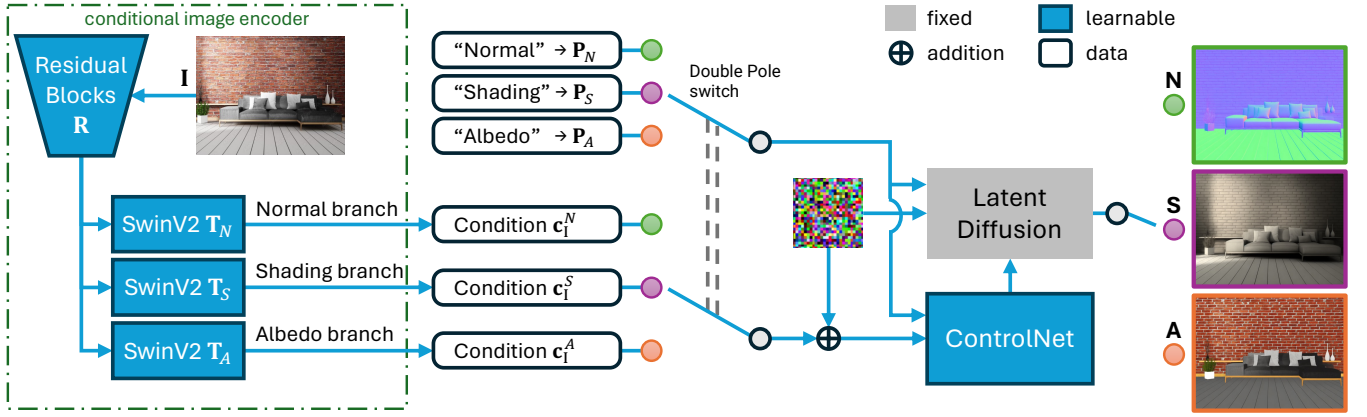 conditional image encoder
Residual
Blocks
R
I
SwinV2 T_N
SwinV2 T_S
SwinV2 T_A
Normal branch
Shading branch
Albedo branch
“Normal” → P_N
“Shading” → P_S
“Albedo” → P_A
Condition c_I^N
Condition c_I^S
Condition c_I^A
Double Pole
switch
fixed
learnable
addition
data
Latent
Diffusion
ControlNet
N
S
A